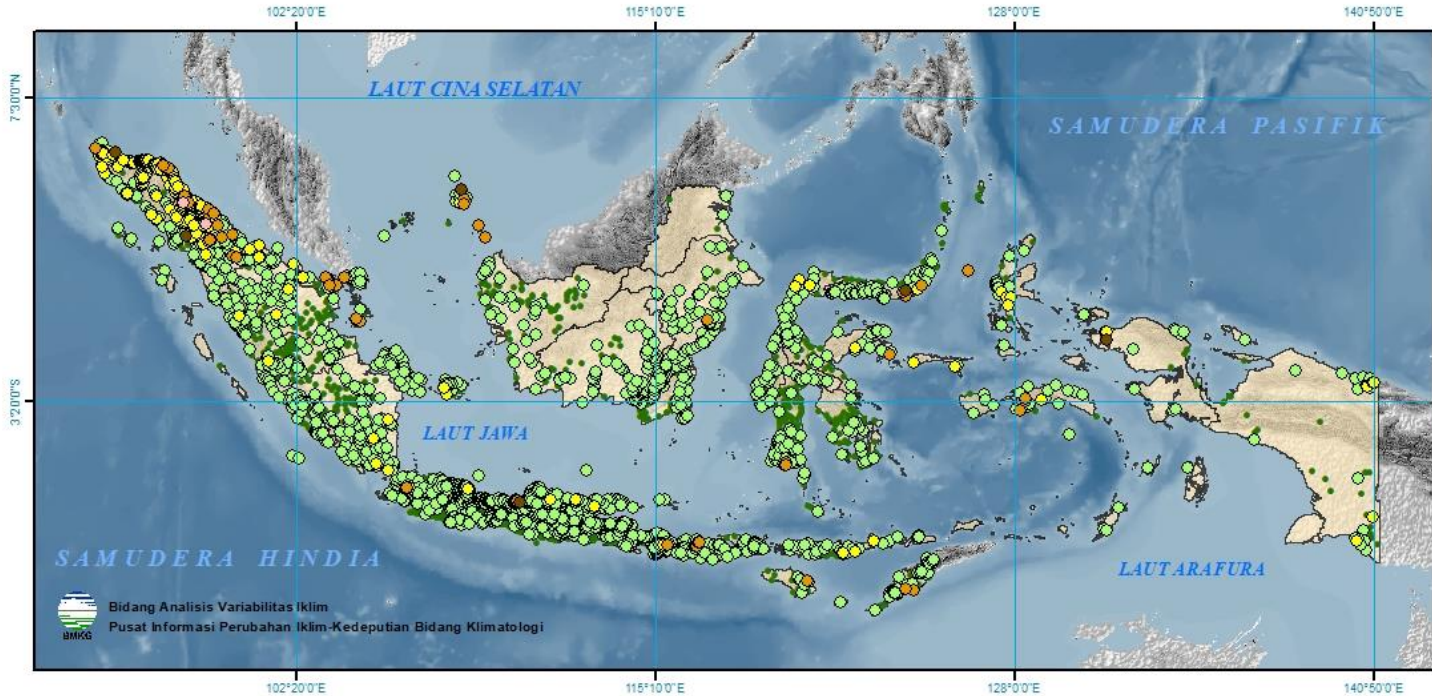 102°20'0"E 115°10'0"E 128°0'0"E 140°50'0"E
7°30'0"N
LAUT CINA SELATAN
SAMUDERA PASIFIK
3°20'0"S
LAUT JAWA
SAMUDERA HINDIA
LAUT ARAFURA
BMKG
Bidang Analisis Variabilitas Iklim
Pusat Informasi Perubahan Iklim-Kedeputian Bidang Klimatologi
102°20'0"E 115°10'0"E 128°0'0"E 140°50'0"E